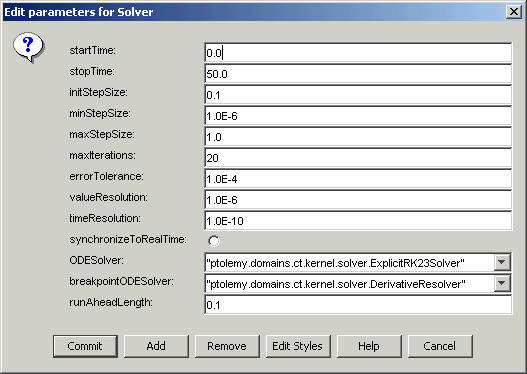 Edit parameters for Solver
startTime: 0.0
stopTime: 50.0
initStepSize: 0.1
minStepSize: 1.0E-6
maxStepSize: 1.0
maxIterations: 20
errorTolerance: 1.0E-4
valueResolution: 1.0E-6
timeResolution: 1.0E-10
synchronizeToRealTime:
ODESolver: "ptolemy.domains.ct.kernel.solver.ExplicitRK23Solver"
breakpointODESolver: "ptolemy.domains.ct.kernel.solver.DerivativeResolver"
runAheadLength: 0.1
Commit Add Remove Edit Styles Help Cancel